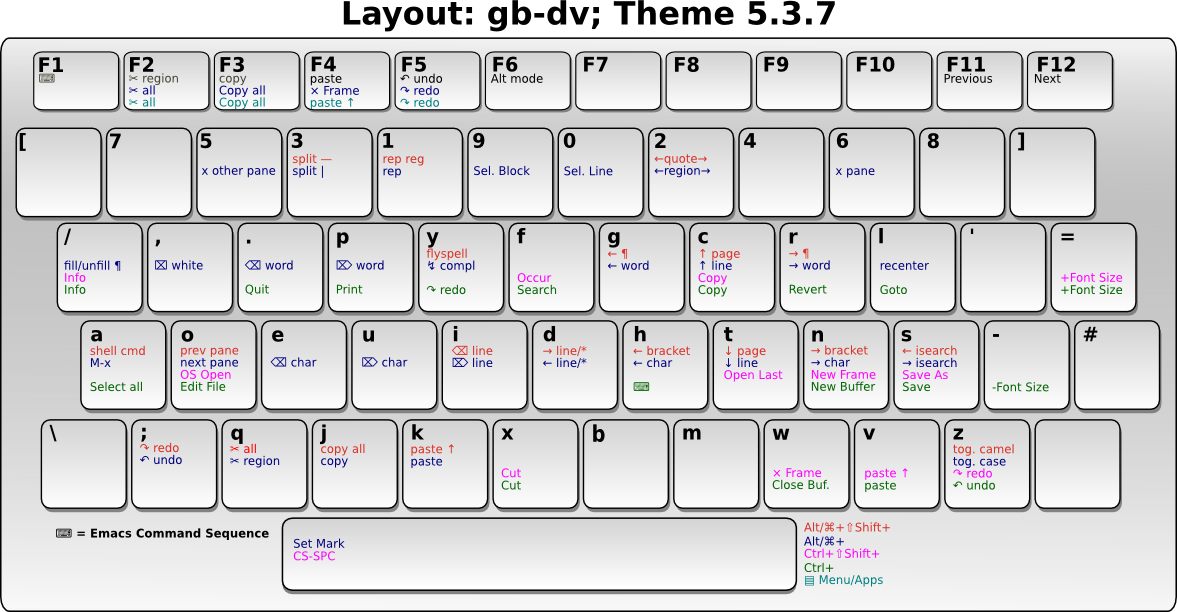 Layout: gb-dv; Theme 5.3.7
F1
⌨
F2
✂ region
✂ all
✂ all
F3
copy
Copy all
Copy all
F4
paste
× Frame
paste ↑
F5
↶ undo
↷ redo
↷ redo
F6
Alt mode
F7
F8
F9
F10
F11
Previous
F12
Next
[
7
5
x other pane
3
split —
split |
1
rep reg
rep
9
Sel. Block
0
Sel. Line
2
←quote→
←region→
4
6
x pane
8
]
/
fill/unfill ¶
Info
Info
,
⌧ white
.
⌫ word
Quit
p
⌦ word
Print
y
flyspell
↯ compl
↷ redo
f
Occur
Search
g
← ¶
← word
c
↑ page
↑ line
Copy
Copy
r
→ ¶
→ word
Revert
l
recenter
Goto
'
=
+Font Size
+Font Size
a
shell cmd
M-x
Select all
o
prev pane
next pane
OS Open
Edit File
e
⌫ char
u
⌦ char
i
⌫ line
⌦ line
d
→ line/*
← line/*
h
← bracket
← char
⌨
t
↓ page
↓ line
Open Last
n
→ bracket
→ char
New Frame
New Buffer
s
← isearch
→ isearch
Save As
Save
-
-Font Size
#
\
;
↷ redo
↶ undo
q
✂ all
✂ region
j
copy all
copy
k
paste ↑
paste
x
Cut
Cut
b
m
w
× Frame
Close Buf.
v
paste ↑
paste
z
tog. camel
tog. case
↷ redo
↶ undo
⌨ = Emacs Command Sequence
Set Mark
CS-SPC
Alt/⌘+⇧Shift+
Alt/⌘+
Ctrl+⇧Shift+
Ctrl+
▤ Menu/Apps